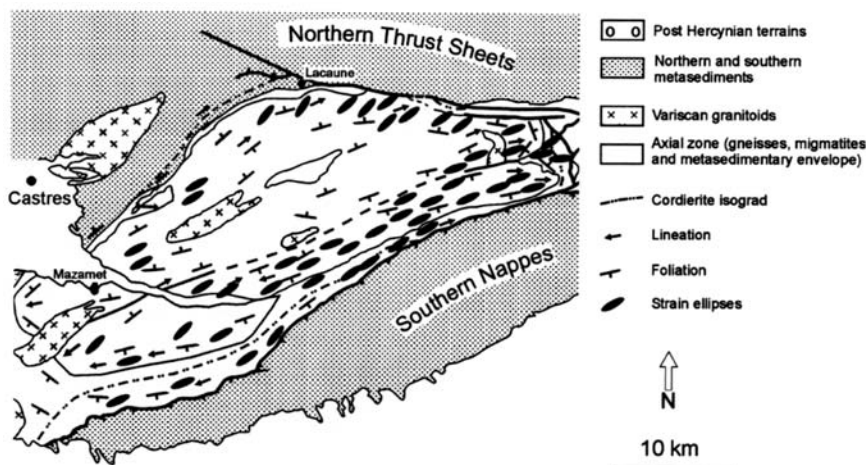 Northern Thrust Sheets
Lacaune
Castres
Mazamet
Southern Nappes
O O Post Hercynian terrains
Northern and southern
metasediments
x x Variscan granitoids
Axial zone (gneisses, migmatites
and metasedimentary envelope)
Cordierite isograd
Lineation
Foliation
Strain ellipses
N
10 km